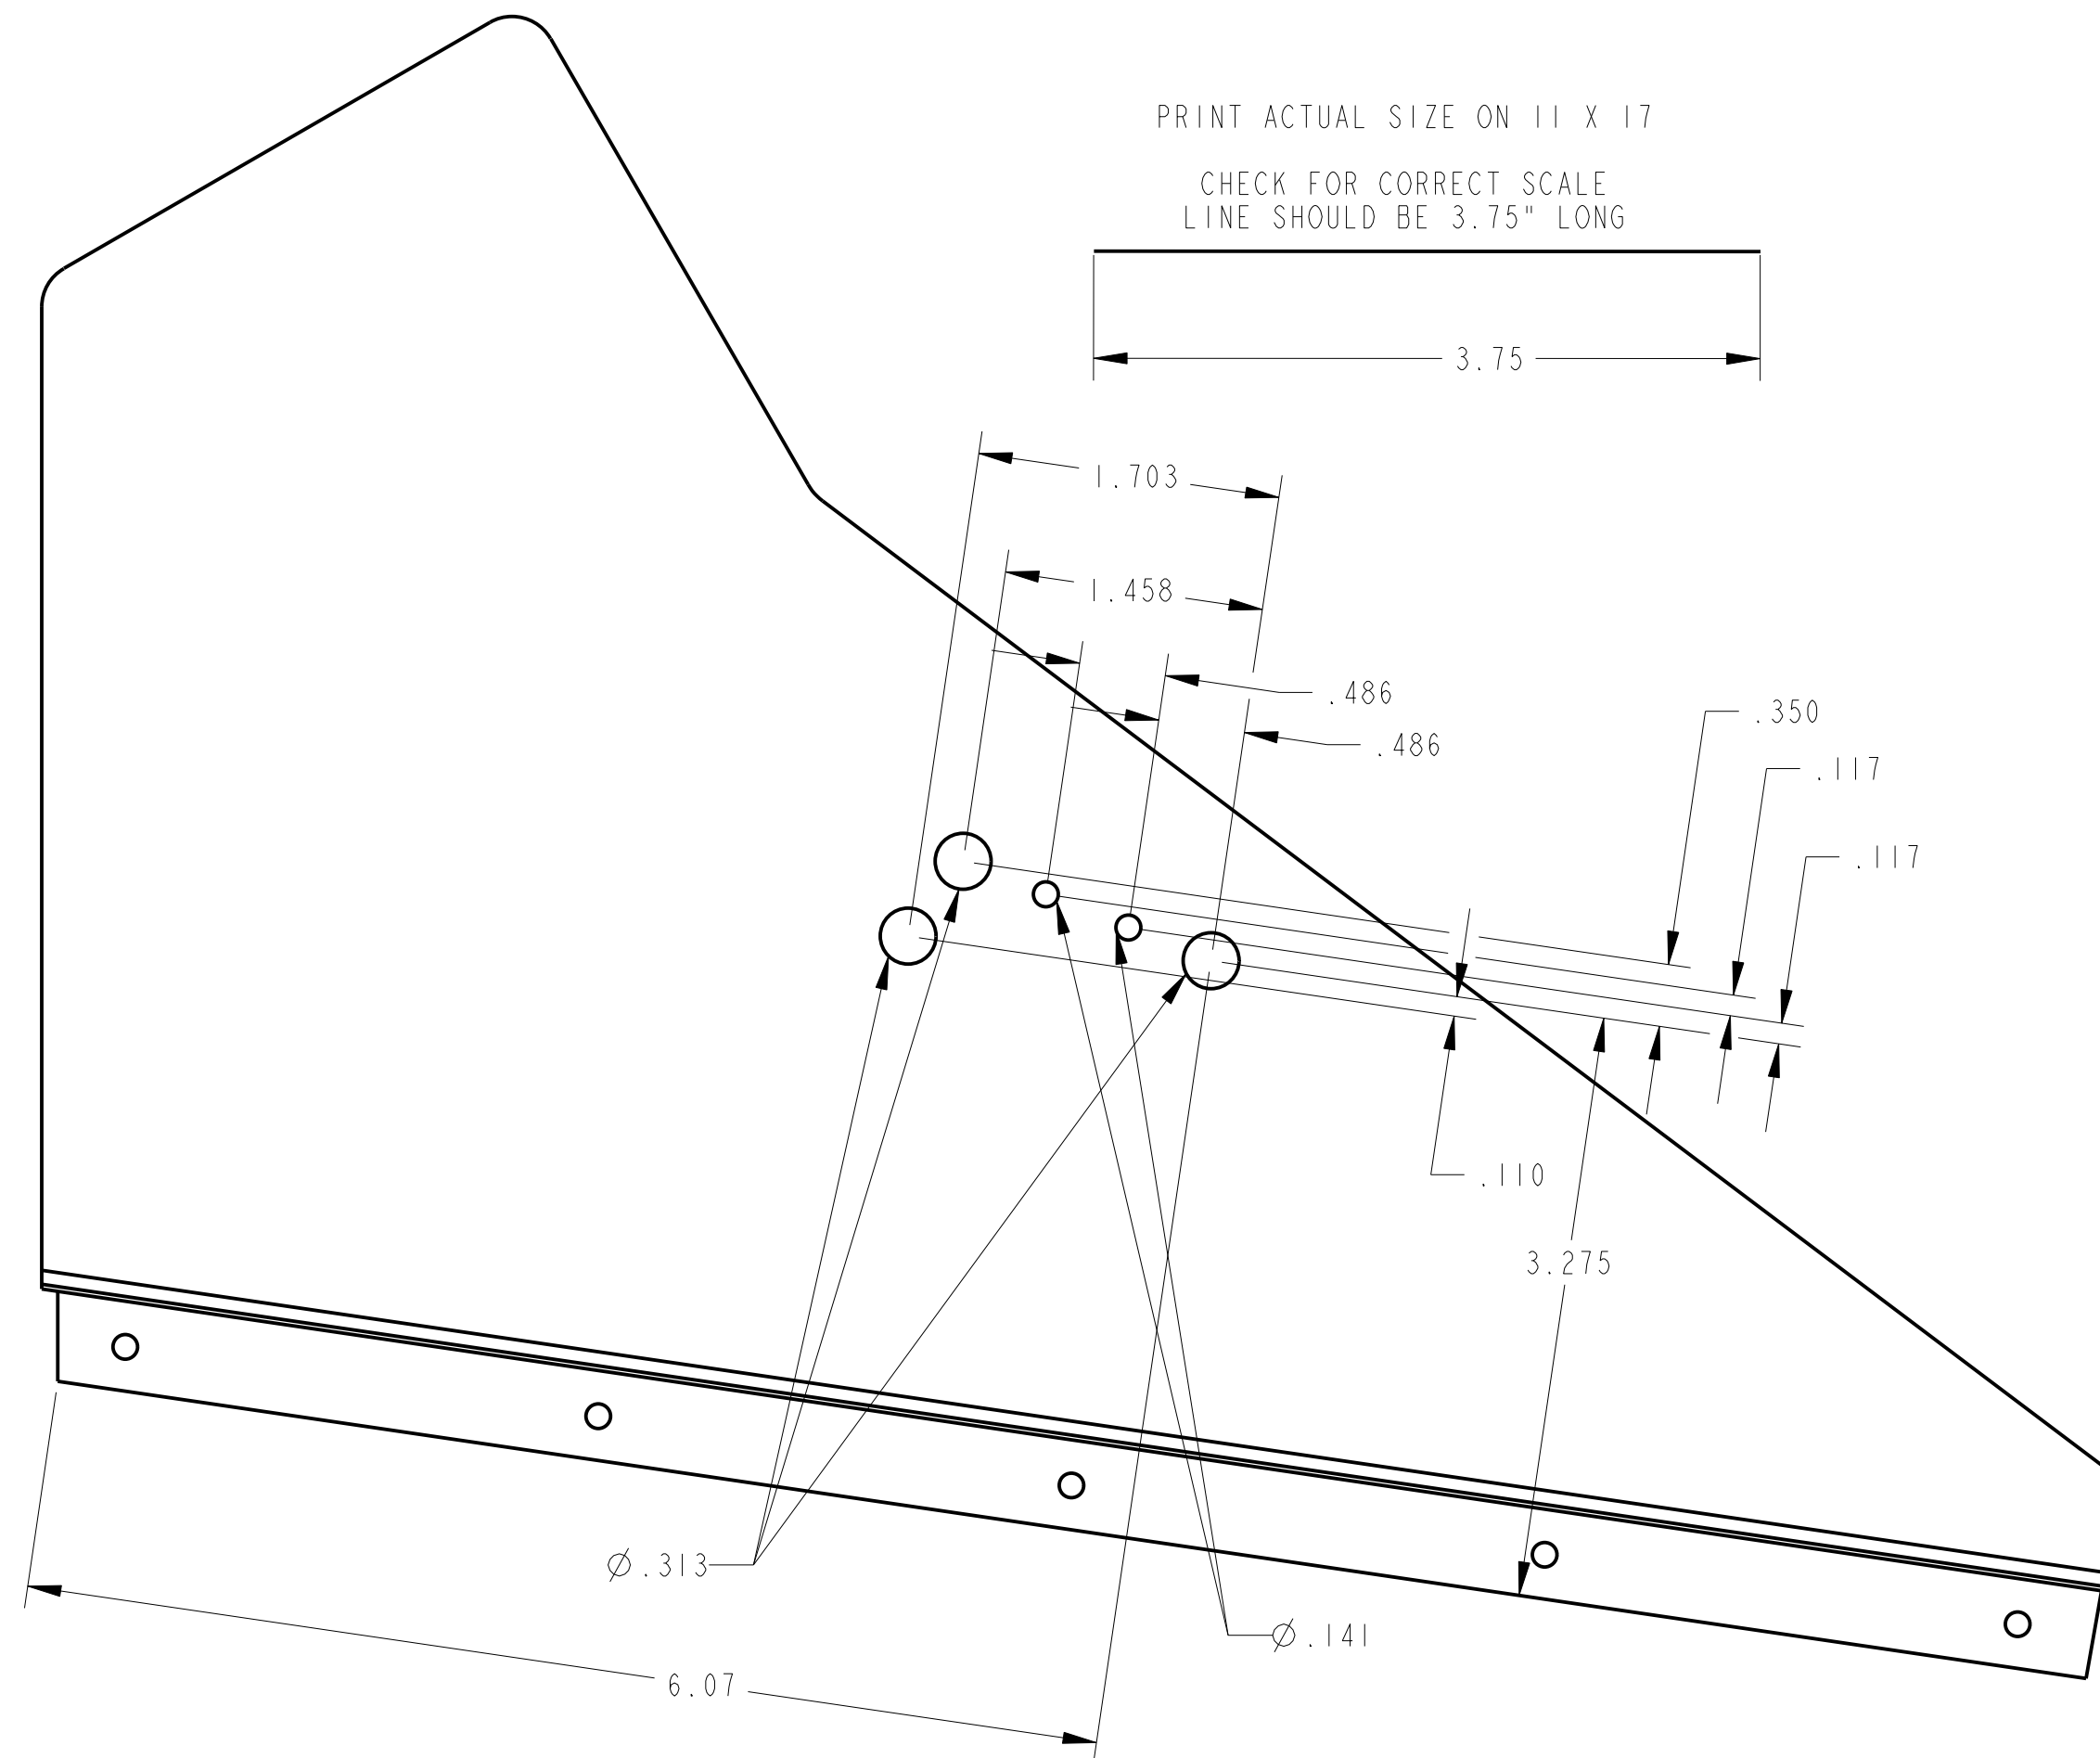 PRINT ACTUAL SIZE ON 11 X 17
CHECK FOR CORRECT SCALE
LINE SHOULD BE 3.75" LONG
3.75
1.703
1.458
.486
.486
.350
.117
.117
.110
3.275
Ø.313
Ø.141
6.07